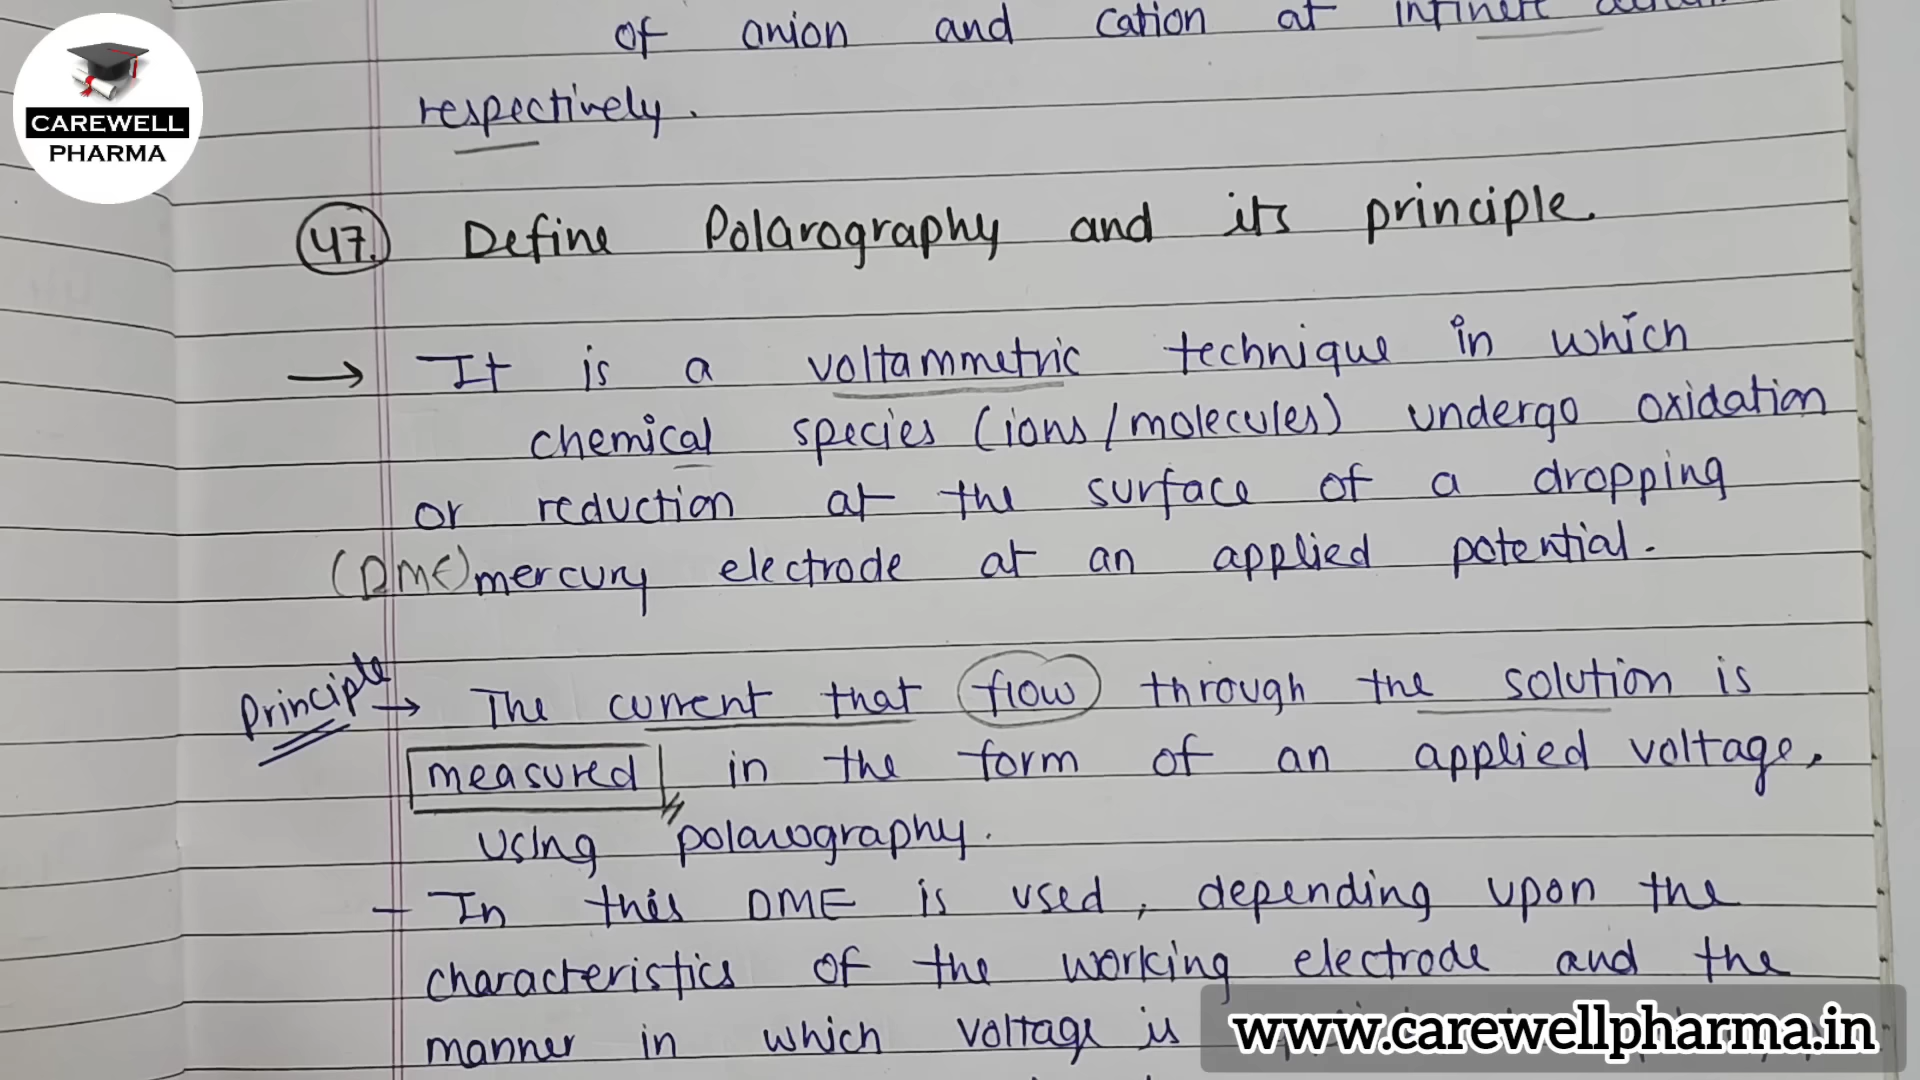 of anion and cation at
respectively.
CAREWELL
PHARMA
47. Define Polarography and its principle.
→ It is a voltammetric technique in which
chemical species (ions/molecules) undergo oxidation
or reduction at the surface of a dropping
(DME) mercury electrode at an applied potential.
Principle → The current that flow through the solution is
measured in the form of an applied voltage,
using polarography.
- In this DME is used, depending upon the
characteristics of the working electrode and the
manner in which voltage is
www.carewellpharma.in